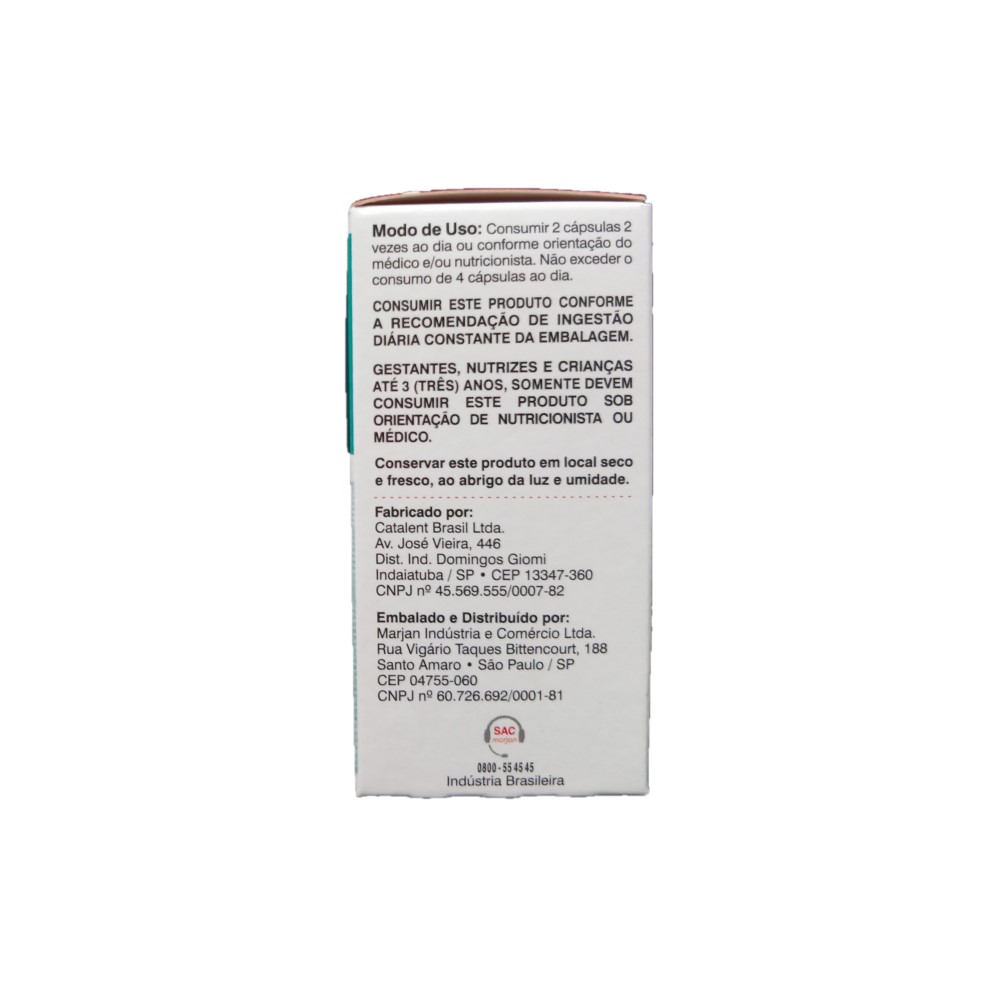 Modo de Uso: Consumir 2 cápsulas 2
vezes ao dia ou conforme orientação do
médico e/ou nutricionista. Não exceder o
consumo de 4 cápsulas ao dia.
CONSUMIR ESTE PRODUTO CONFORME
A RECOMENDAÇÃO DE INGESTÃO
DIÁRIA CONSTANTE DA EMBALAGEM.
GESTANTES, NUTRIZES E CRIANÇAS
ATÉ 3 (TRÊS) ANOS, SOMENTE DEVEM
CONSUMIR ESTE PRODUTO SOB
ORIENTAÇÃO DE NUTRICIONISTA OU
MÉDICO.
Conservar este produto em local seco
e fresco, ao abrigo da luz e umidade.
Fabricado por:
Catalent Brasil Ltda.
Av. José Vieira, 446
Dist. Ind. Domingos Giomi
Indaiatuba / SP • CEP 13347-360
CNPJ nº 45.569.555/0007-82
Embalado e Distribuído por:
Marjan Indústria e Comércio Ltda.
Rua Vigário Taques Bittencourt, 188
Santo Amaro • São Paulo / SP
CEP 04755-060
CNPJ nº 60.726.692/0001-81
SAC
marjan
0800-55 45 45
Indústria Brasileira